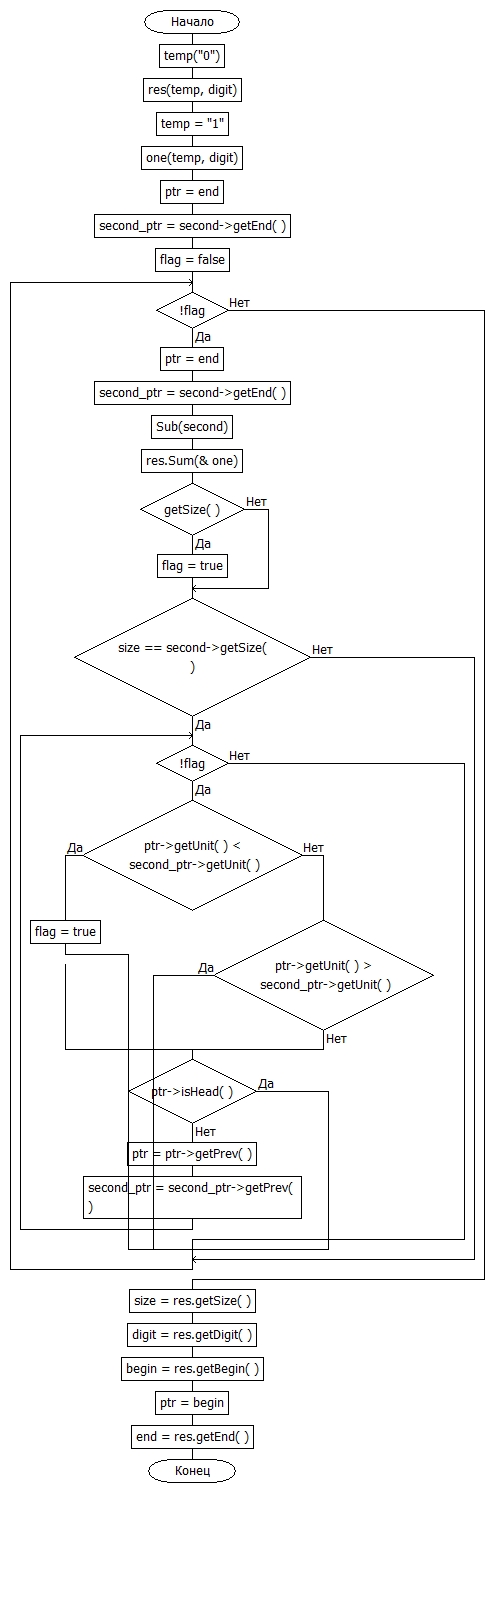 Начало
temp("0")
res(temp, digit)
temp = "1"
one(temp, digit)
ptr = end
second_ptr = second->getEnd( )
flag = false
!flag
Нет
Да
ptr = end
second_ptr = second->getEnd( )
Sub(second)
res.Sum(& one)
getSize( )
Нет
Да
flag = true
size == second->getSize(
)
Нет
Да
!flag
Нет
Да
ptr->getUnit( ) <
second_ptr->getUnit( )
Да
Нет
flag = true
ptr->getUnit( ) >
second_ptr->getUnit( )
Да
Нет
ptr->isHead( )
Да
Нет
ptr = ptr->getPrev( )
second_ptr = second_ptr->getPrev(
)
size = res.getSize( )
digit = res.getDigit( )
begin = res.getBegin( )
ptr = begin
end = res.getEnd( )
Конец